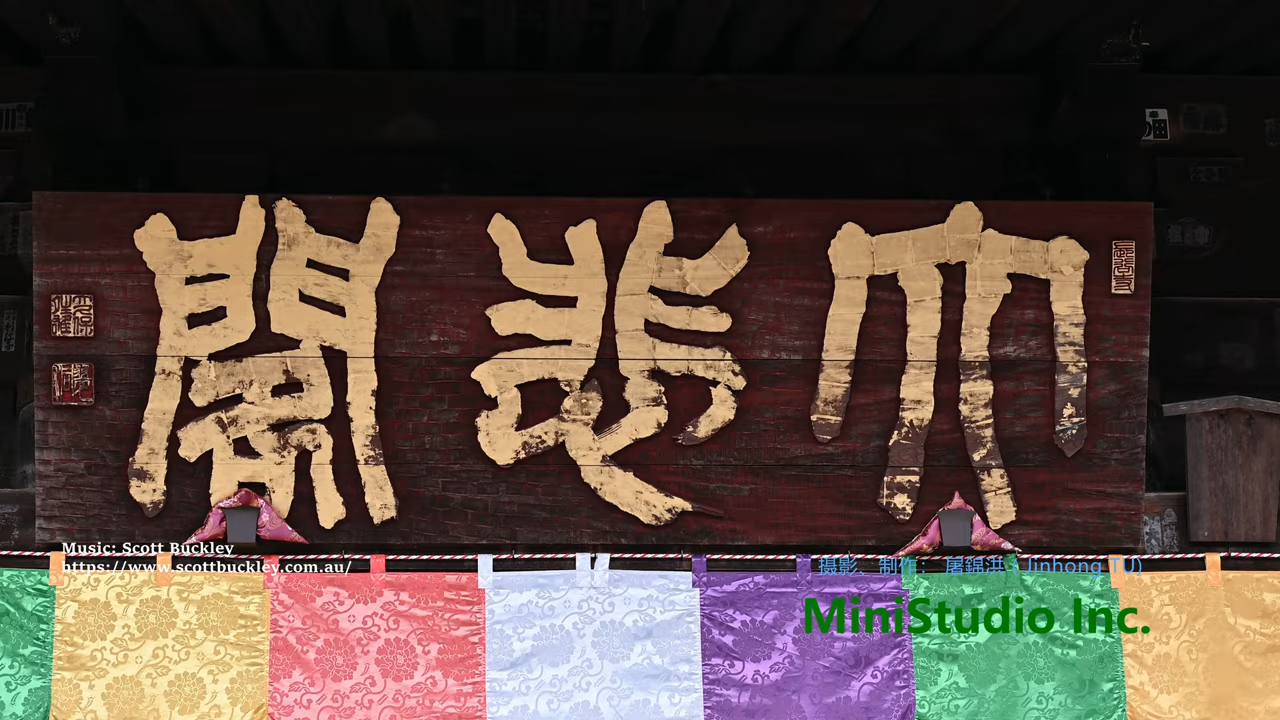 大悲閣
Music: Scott Buckley
https://www.scottbuckley.com.au/
摄影、制作： 屠錦洪 ( Jinhong TU)
MiniStudio Inc.